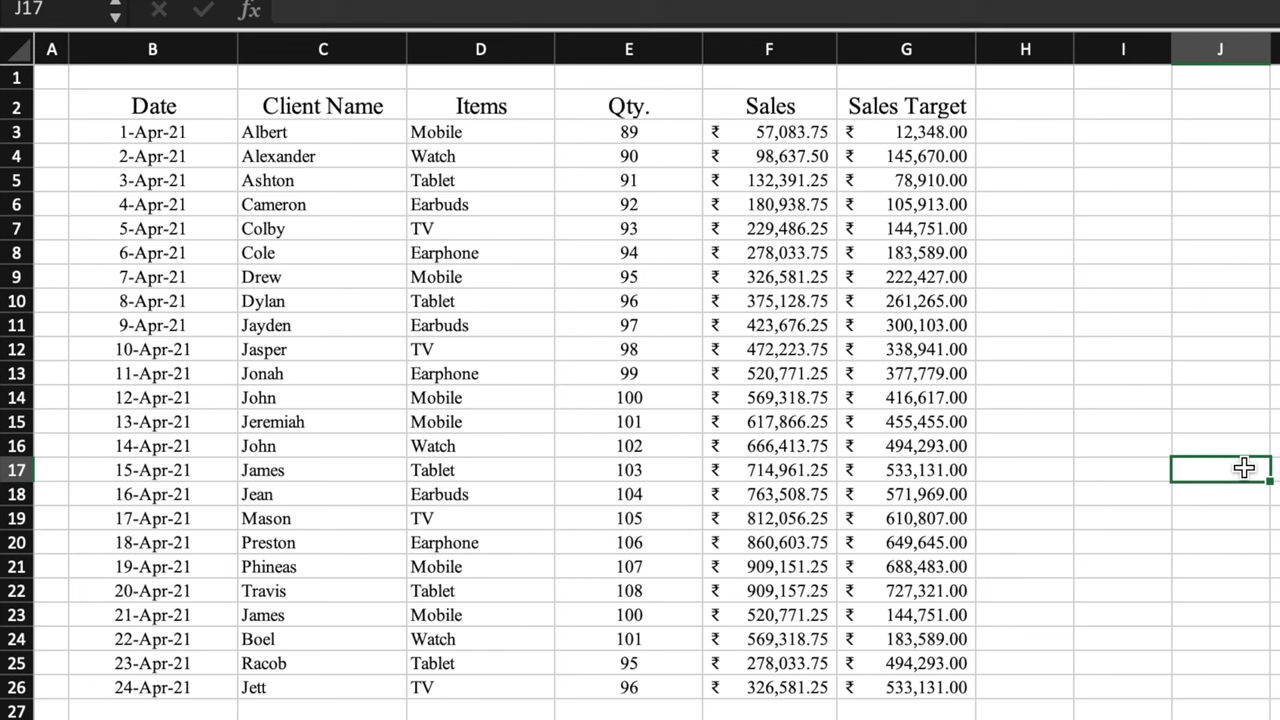 J17 fx
A B C D E F G H I J
1
2 Date Client Name Items Qty. Sales Sales Target
3 1-Apr-21 Albert Mobile 89 ₹ 57,083.75 ₹ 12,348.00
4 2-Apr-21 Alexander Watch 90 ₹ 98,637.50 ₹ 145,670.00
5 3-Apr-21 Ashton Tablet 91 ₹ 132,391.25 ₹ 78,910.00
6 4-Apr-21 Cameron Earbuds 92 ₹ 180,938.75 ₹ 105,913.00
7 5-Apr-21 Colby TV 93 ₹ 229,486.25 ₹ 144,751.00
8 6-Apr-21 Cole Earphone 94 ₹ 278,033.75 ₹ 183,589.00
9 7-Apr-21 Drew Mobile 95 ₹ 326,581.25 ₹ 222,427.00
10 8-Apr-21 Dylan Tablet 96 ₹ 375,128.75 ₹ 261,265.00
11 9-Apr-21 Jayden Earbuds 97 ₹ 423,676.25 ₹ 300,103.00
12 10-Apr-21 Jasper TV 98 ₹ 472,223.75 ₹ 338,941.00
13 11-Apr-21 Jonah Earphone 99 ₹ 520,771.25 ₹ 377,779.00
14 12-Apr-21 John Mobile 100 ₹ 569,318.75 ₹ 416,617.00
15 13-Apr-21 Jeremiah Mobile 101 ₹ 617,866.25 ₹ 455,455.00
16 14-Apr-21 John Watch 102 ₹ 666,413.75 ₹ 494,293.00
17 15-Apr-21 James Tablet 103 ₹ 714,961.25 ₹ 533,131.00
18 16-Apr-21 Jean Earbuds 104 ₹ 763,508.75 ₹ 571,969.00
19 17-Apr-21 Mason TV 105 ₹ 812,056.25 ₹ 610,807.00
20 18-Apr-21 Preston Earphone 106 ₹ 860,603.75 ₹ 649,645.00
21 19-Apr-21 Phineas Mobile 107 ₹ 909,151.25 ₹ 688,483.00
22 20-Apr-21 Travis Tablet 108 ₹ 909,157.25 ₹ 727,321.00
23 21-Apr-21 James Mobile 100 ₹ 520,771.25 ₹ 144,751.00
24 22-Apr-21 Boel Watch 101 ₹ 569,318.75 ₹ 183,589.00
25 23-Apr-21 Racob Tablet 95 ₹ 278,033.75 ₹ 494,293.00
26 24-Apr-21 Jett TV 96 ₹ 326,581.25 ₹ 533,131.00
27